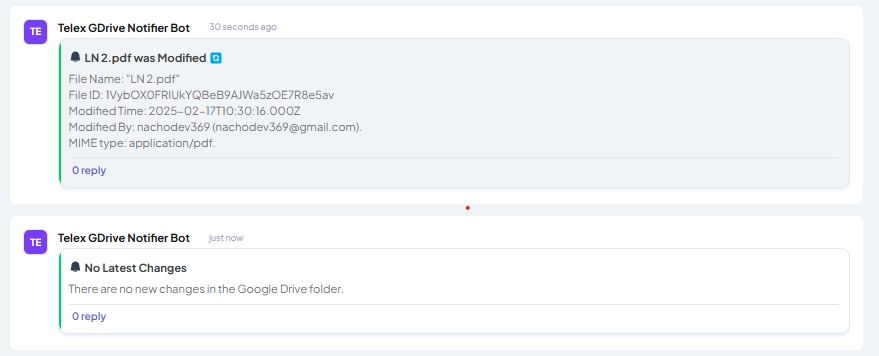 TE
Telex GDrive Notifier Bot 30 seconds ago
LN 2.pdf was Modified
File Name: "LN 2.pdf"
File ID: 1VybOX0FRIUkYQBeB9AJWa5zOE7R8e5av
Modified Time: 2025-02-17T10:30:16.000Z
Modified By: nachodev369 (nachodev369@gmail.com).
MIME type: application/pdf.
0 reply
TE
Telex GDrive Notifier Bot just now
No Latest Changes
There are no new changes in the Google Drive folder.
0 reply